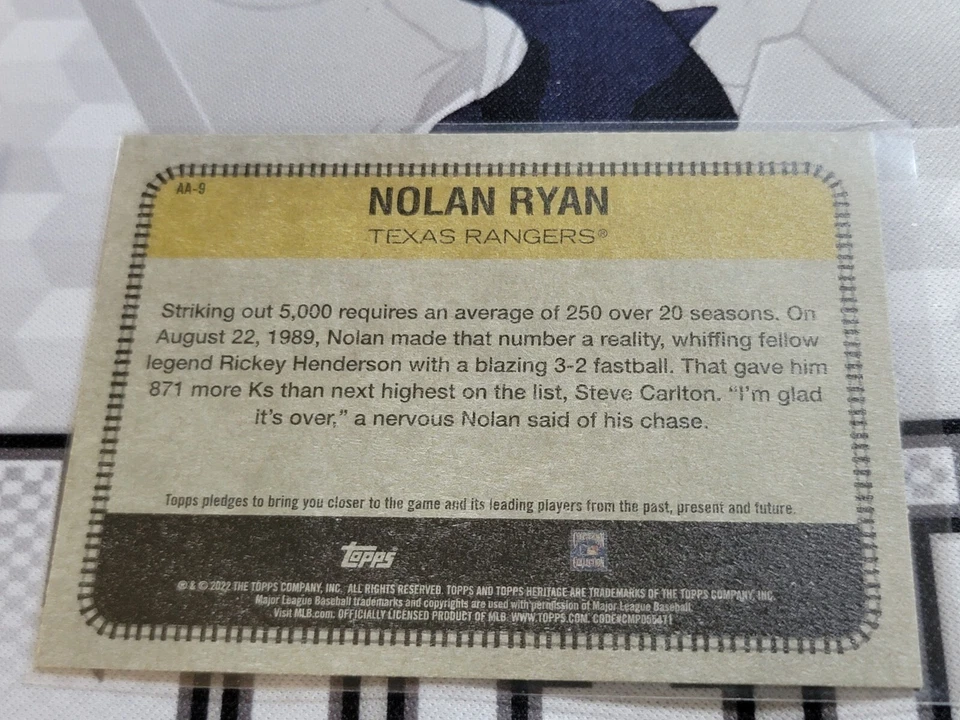 AA-9
NOLAN RYAN
TEXAS RANGERS®
Striking out 5,000 requires an average of 250 over 20 seasons. On
August 22, 1989, Nolan made that number a reality, whiffing fellow
legend Rickey Henderson with a blazing 3-2 fastball. That gave him
871 more Ks than next highest on the list, Steve Carlton. “I’m glad
it’s over,” a nervous Nolan said of his chase.
Topps pledges to bring you closer to the game and its leading players from the past, present and future.
topps
® & © 2022 THE TOPPS COMPANY, INC. ALL RIGHTS RESERVED. TOPPS AND TOPPS HERITAGE ARE TRADEMARKS OF THE TOPPS COMPANY, INC.
Major League Baseball trademarks and copyrights are used with permission of Major League Baseball.
Visit MLB.com. OFFICIALLY LICENSED PRODUCT OF MLB. WWW.TOPPS.COM. CODE#CMP055471